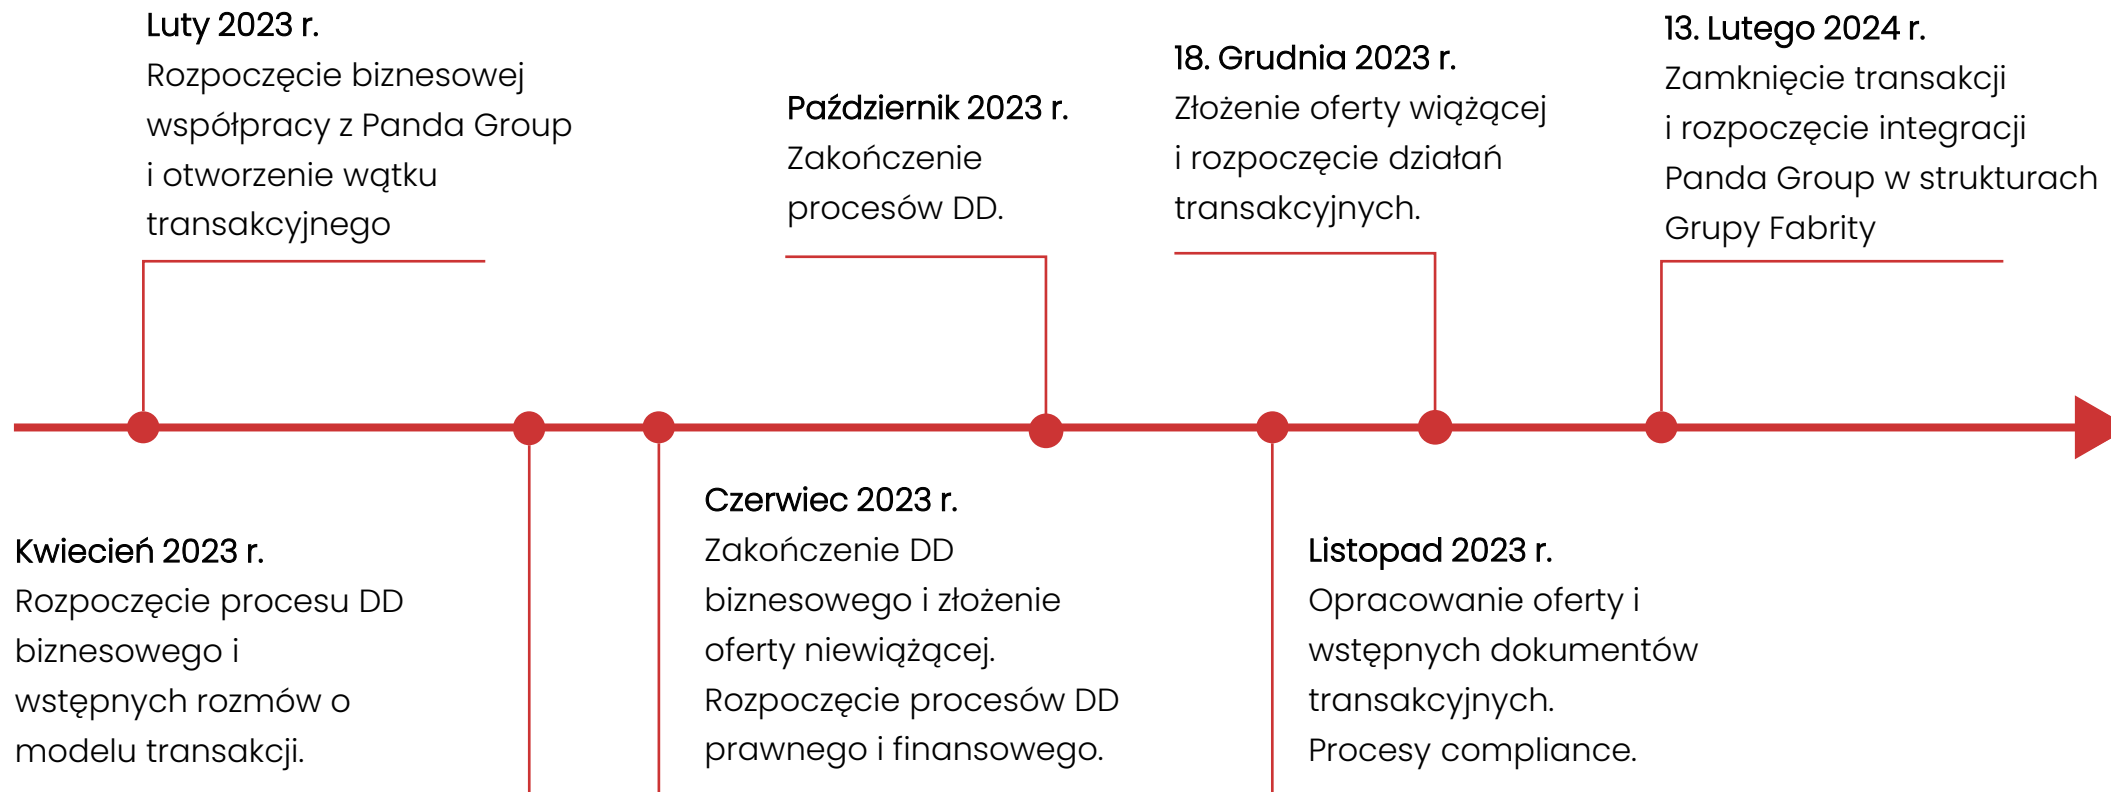 Luty 2023 r.
Rozpoczęcie biznesowej
współpracy z Panda Group
i otworzenie wątku
transakcyjnego
Październik 2023 r.
Zakończenie
procesów DD.
18. Grudnia 2023 r.
Złożenie oferty wiążącej
i rozpoczęcie działań
transakcyjnych.
13. Lutego 2024 r.
Zamknięcie transakcji
i rozpoczęcie integracji
Panda Group w strukturach
Grupy Fabrity
Kwiecień 2023 r.
Rozpoczęcie procesu DD
biznesowego i
wstępnych rozmów o
modelu transakcji.
Czerwiec 2023 r.
Zakończenie DD
biznesowego i złożenie
oferty niewiążącej.
Rozpoczęcie procesów DD
prawnego i finansowego.
Listopad 2023 r.
Opracowanie oferty i
wstępnych dokumentów
transakcyjnych.
Procesy compliance.